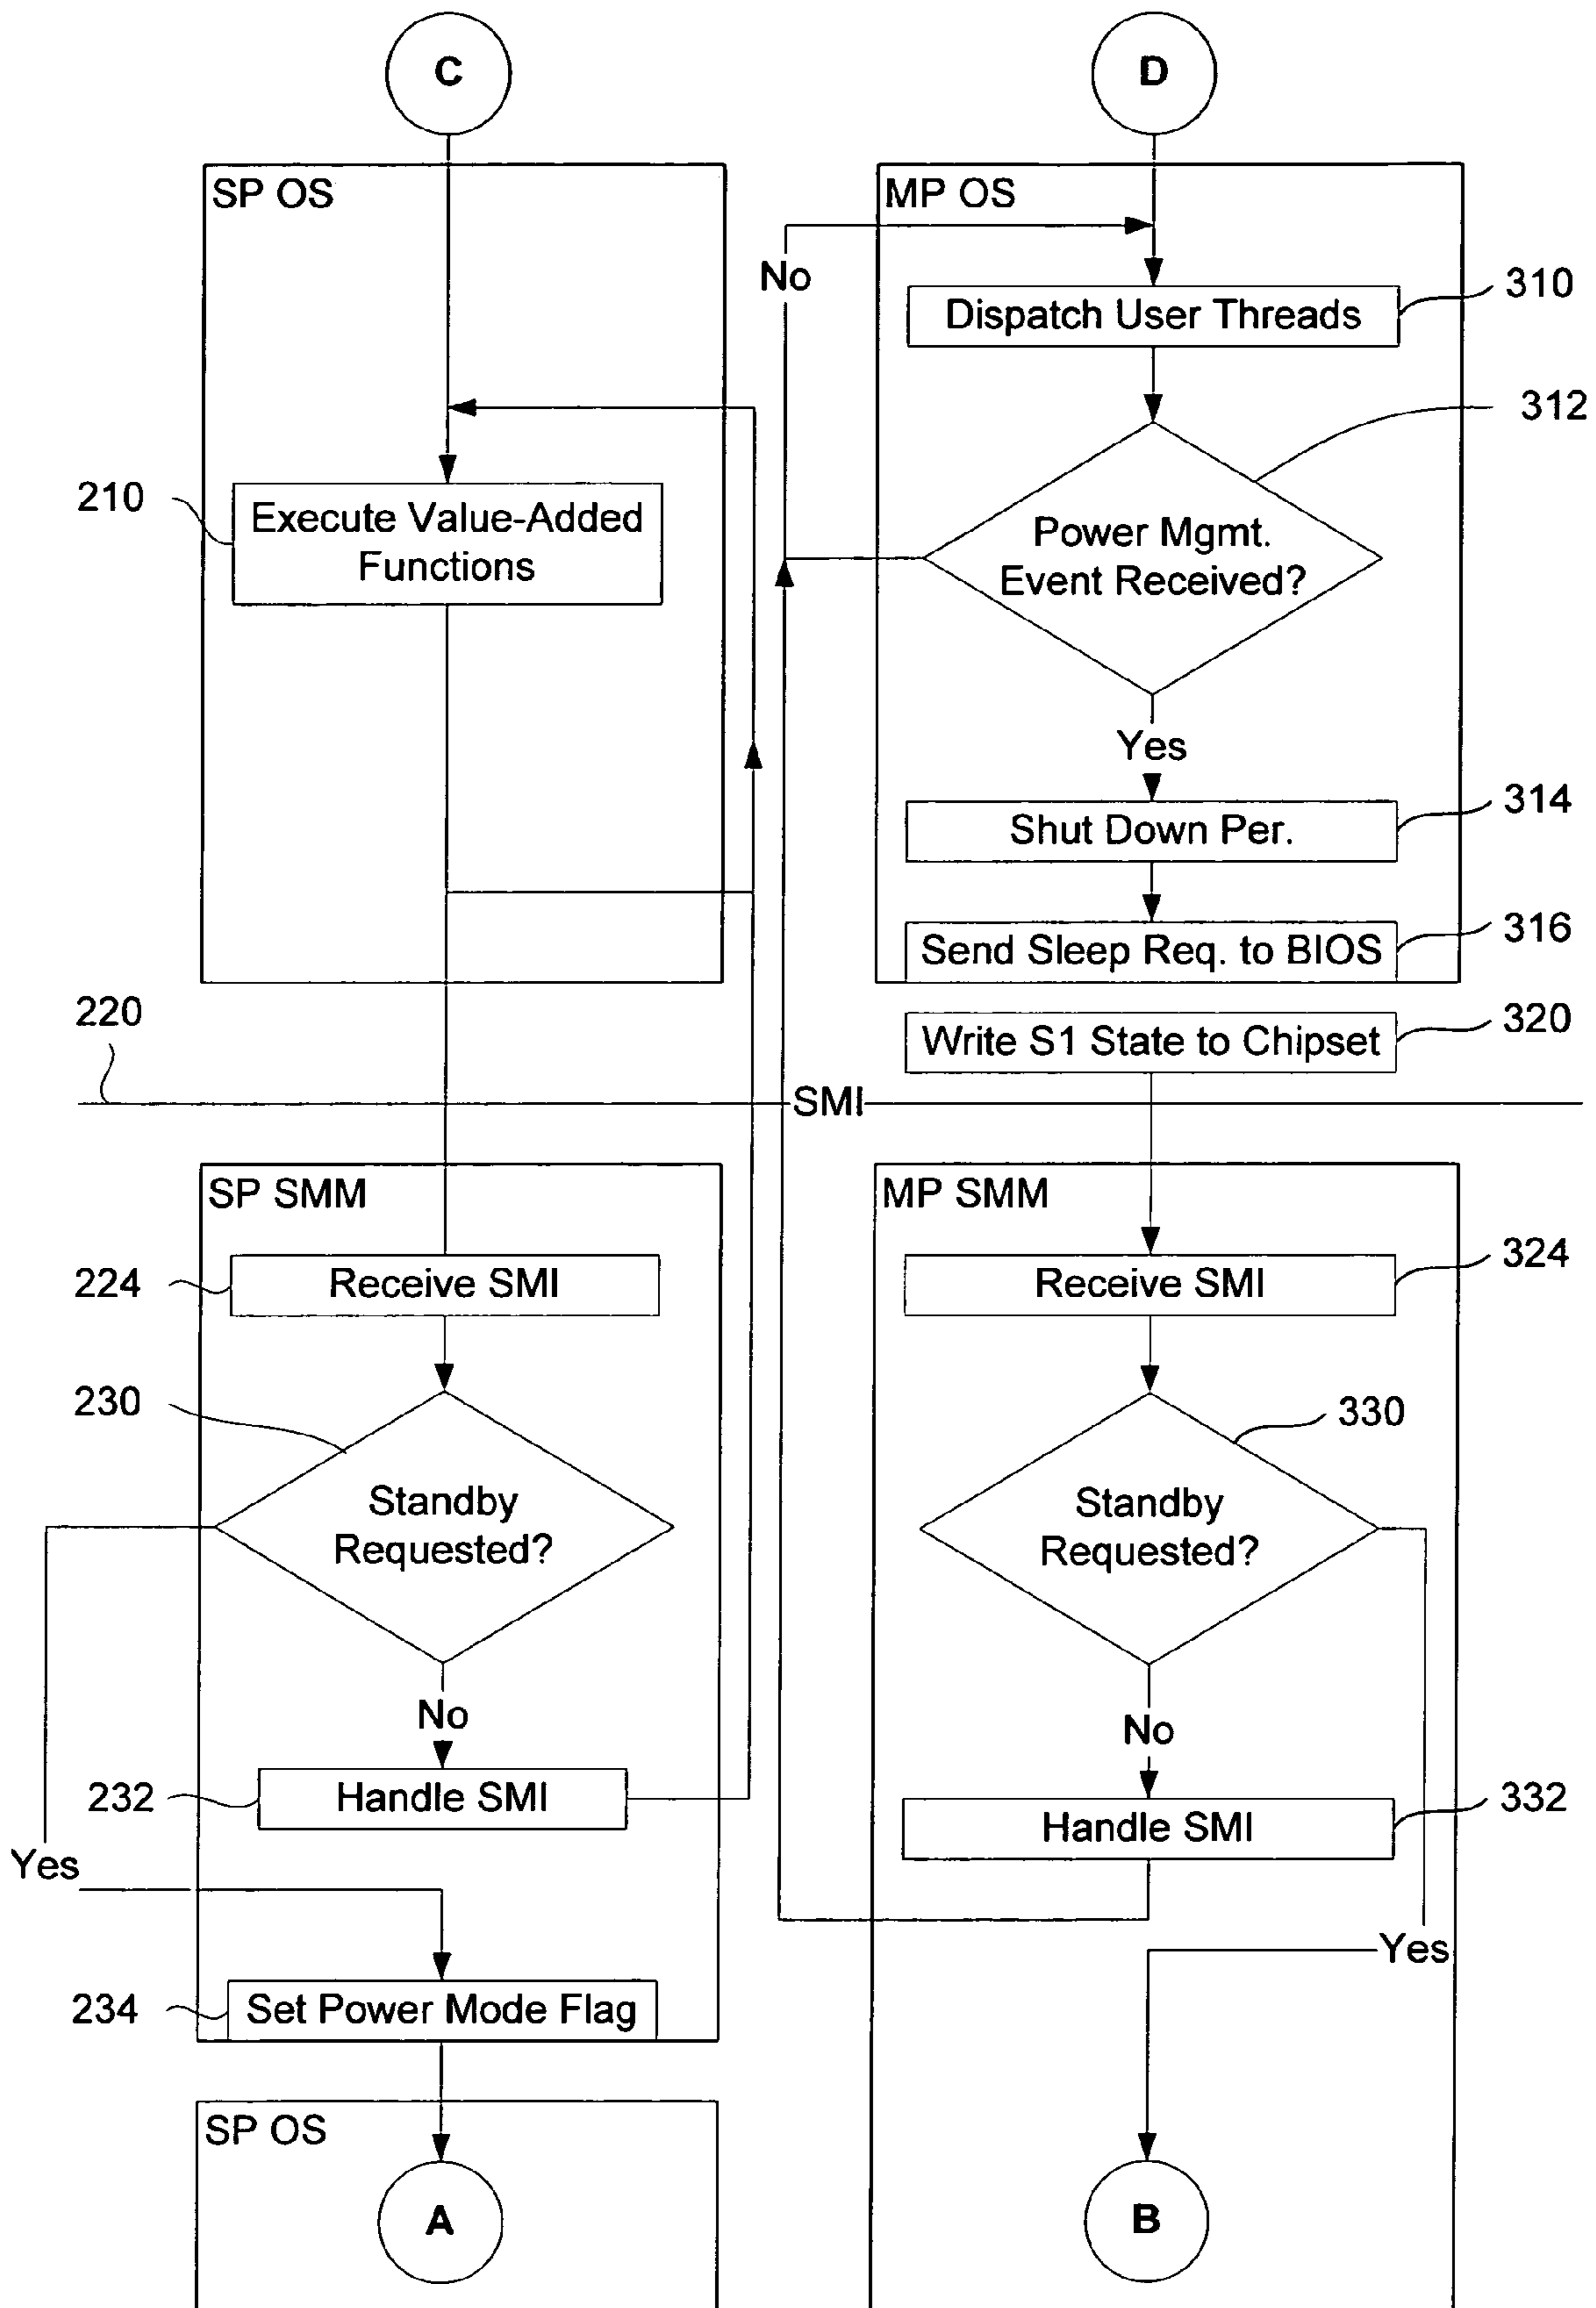 C
D
SP OS
MP OS
No
310
Dispatch User Threads
312
210
Execute Value-Added
Functions
Power Mgmt.
Event Received?
Yes
314
Shut Down Per.
316
Send Sleep Req. to BIOS
220
320
Write S1 State to Chipset
SMI
SP SMM
MP SMM
224
Receive SMI
324
Receive SMI
230
330
Standby
Requested?
Standby
Requested?
No
No
232
Handle SMI
332
Handle SMI
Yes
Yes
234
Set Power Mode Flag
SP OS
A
B